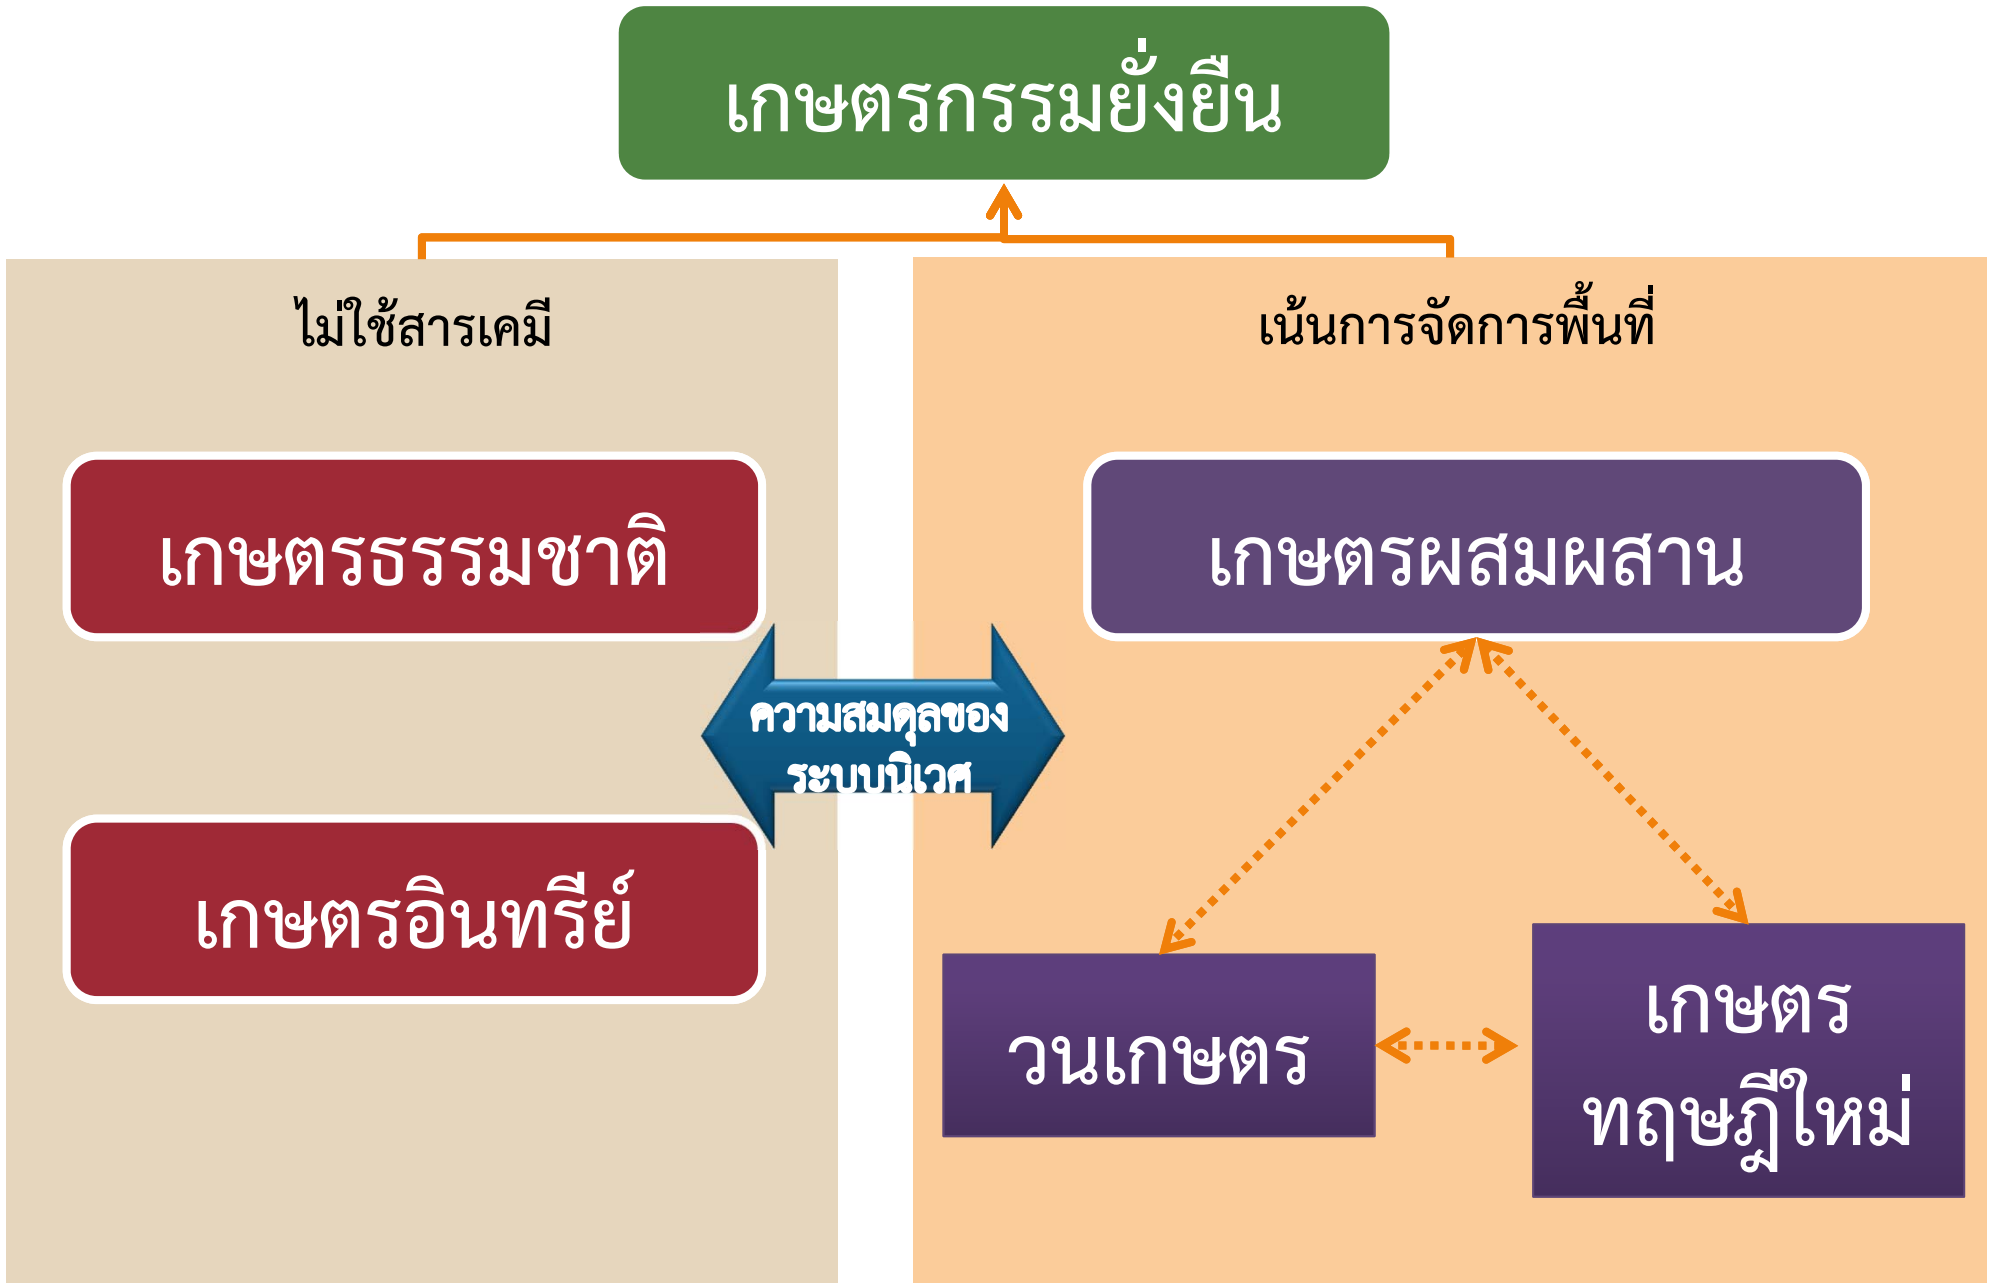 เกษตรกรรมยั่งยืน
ไม่ใช้สารเคมี
เกษตรธรรมชาติ
เกษตรอินทรีย์
ความสมดุลของ
ระบบนิเวศ
เน้นการจัดการพื้นที่
เกษตรผสมผสาน
วนเกษตร
เกษตร
ทฤษฎีใหม่